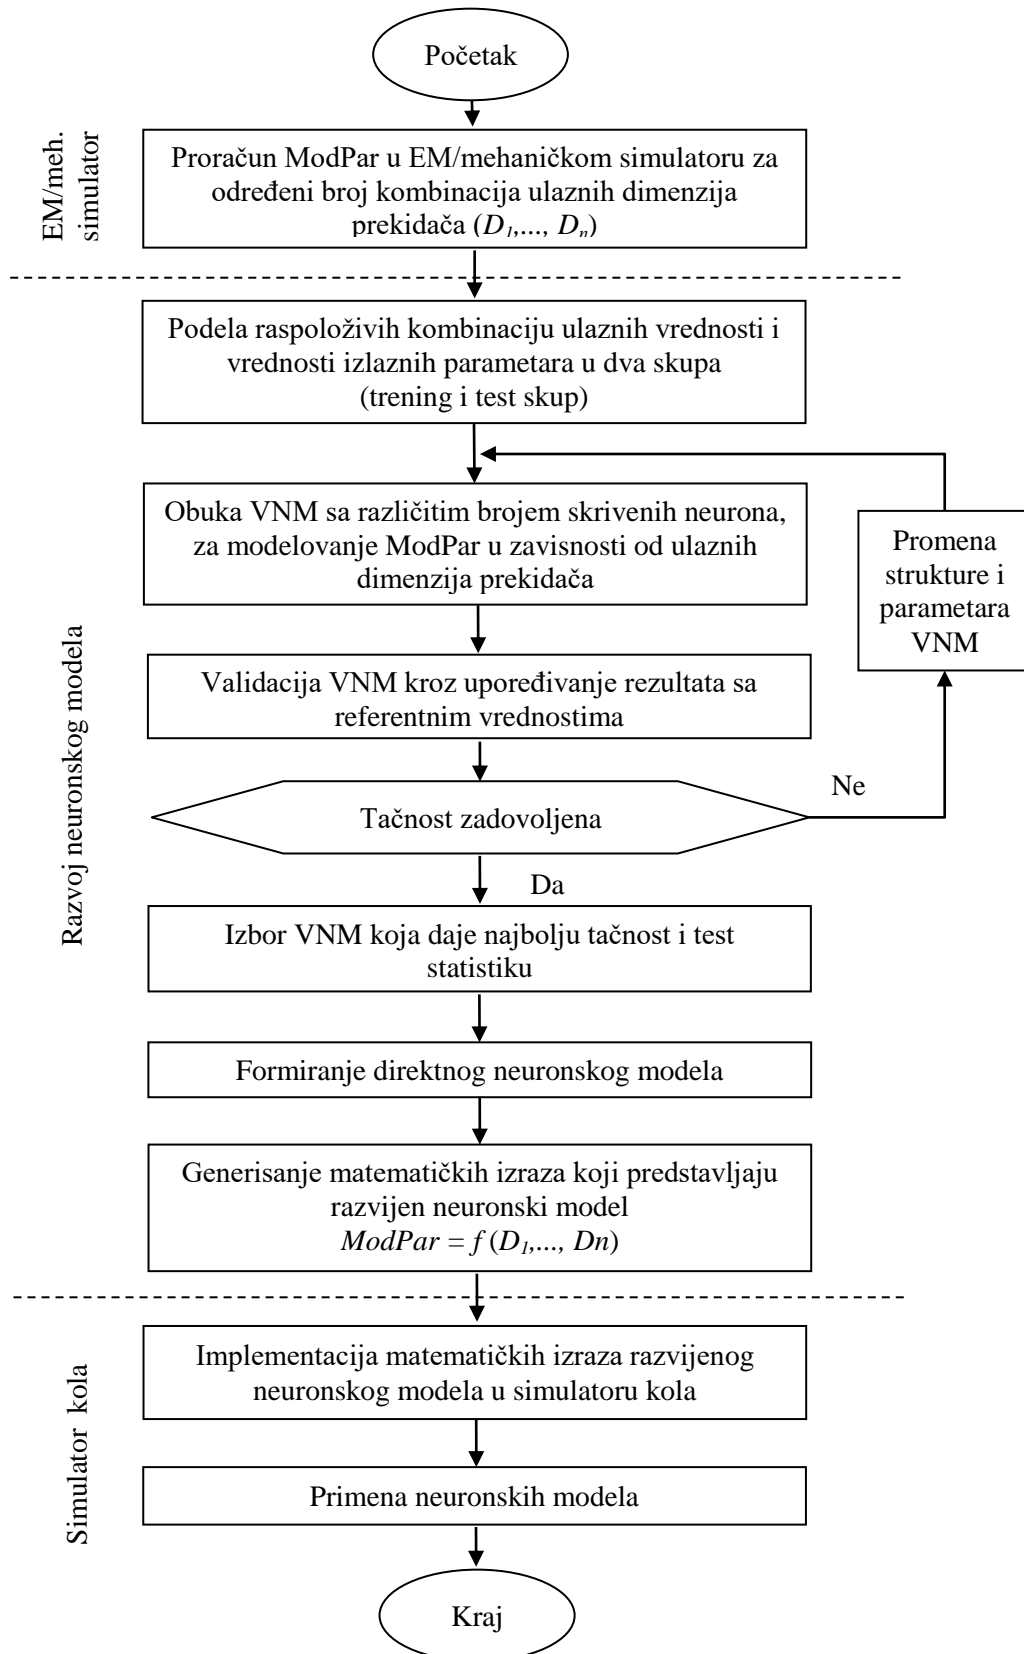 Početak
EM/meh.
simulator
Proračun ModPar u EM/mehaničkom simulatoru za
određeni broj kombinacija ulaznih dimenzija
prekidača (D1,..., Dn)
Podela raspoloživih kombinaciju ulaznih vrednosti i
vrednosti izlaznih parametara u dva skupa
(trening i test skup)
Razvoj neuronskog modela
Obuka VNM sa različitim brojem skrivenih neurona,
za modelovanje ModPar u zavisnosti od ulaznih
dimenzija prekidača
Promena
strukture i
parametara
VNM
Validacija VNM kroz upoređivanje rezultata sa
referentnim vrednostima
Tačnost zadovoljena
Ne
Da
Izbor VNM koja daje najbolju tačnost i test
statistiku
Formiranje direktnog neuronskog modela
Generisanje matematičkih izraza koji predstavljaju
razvijen neuronski model
ModPar = f (D1,..., Dn)
Simulator kola
Implementacija matematičkih izraza razvijenog
neuronskog modela u simulatoru kola
Primena neuronskih modela
Kraj